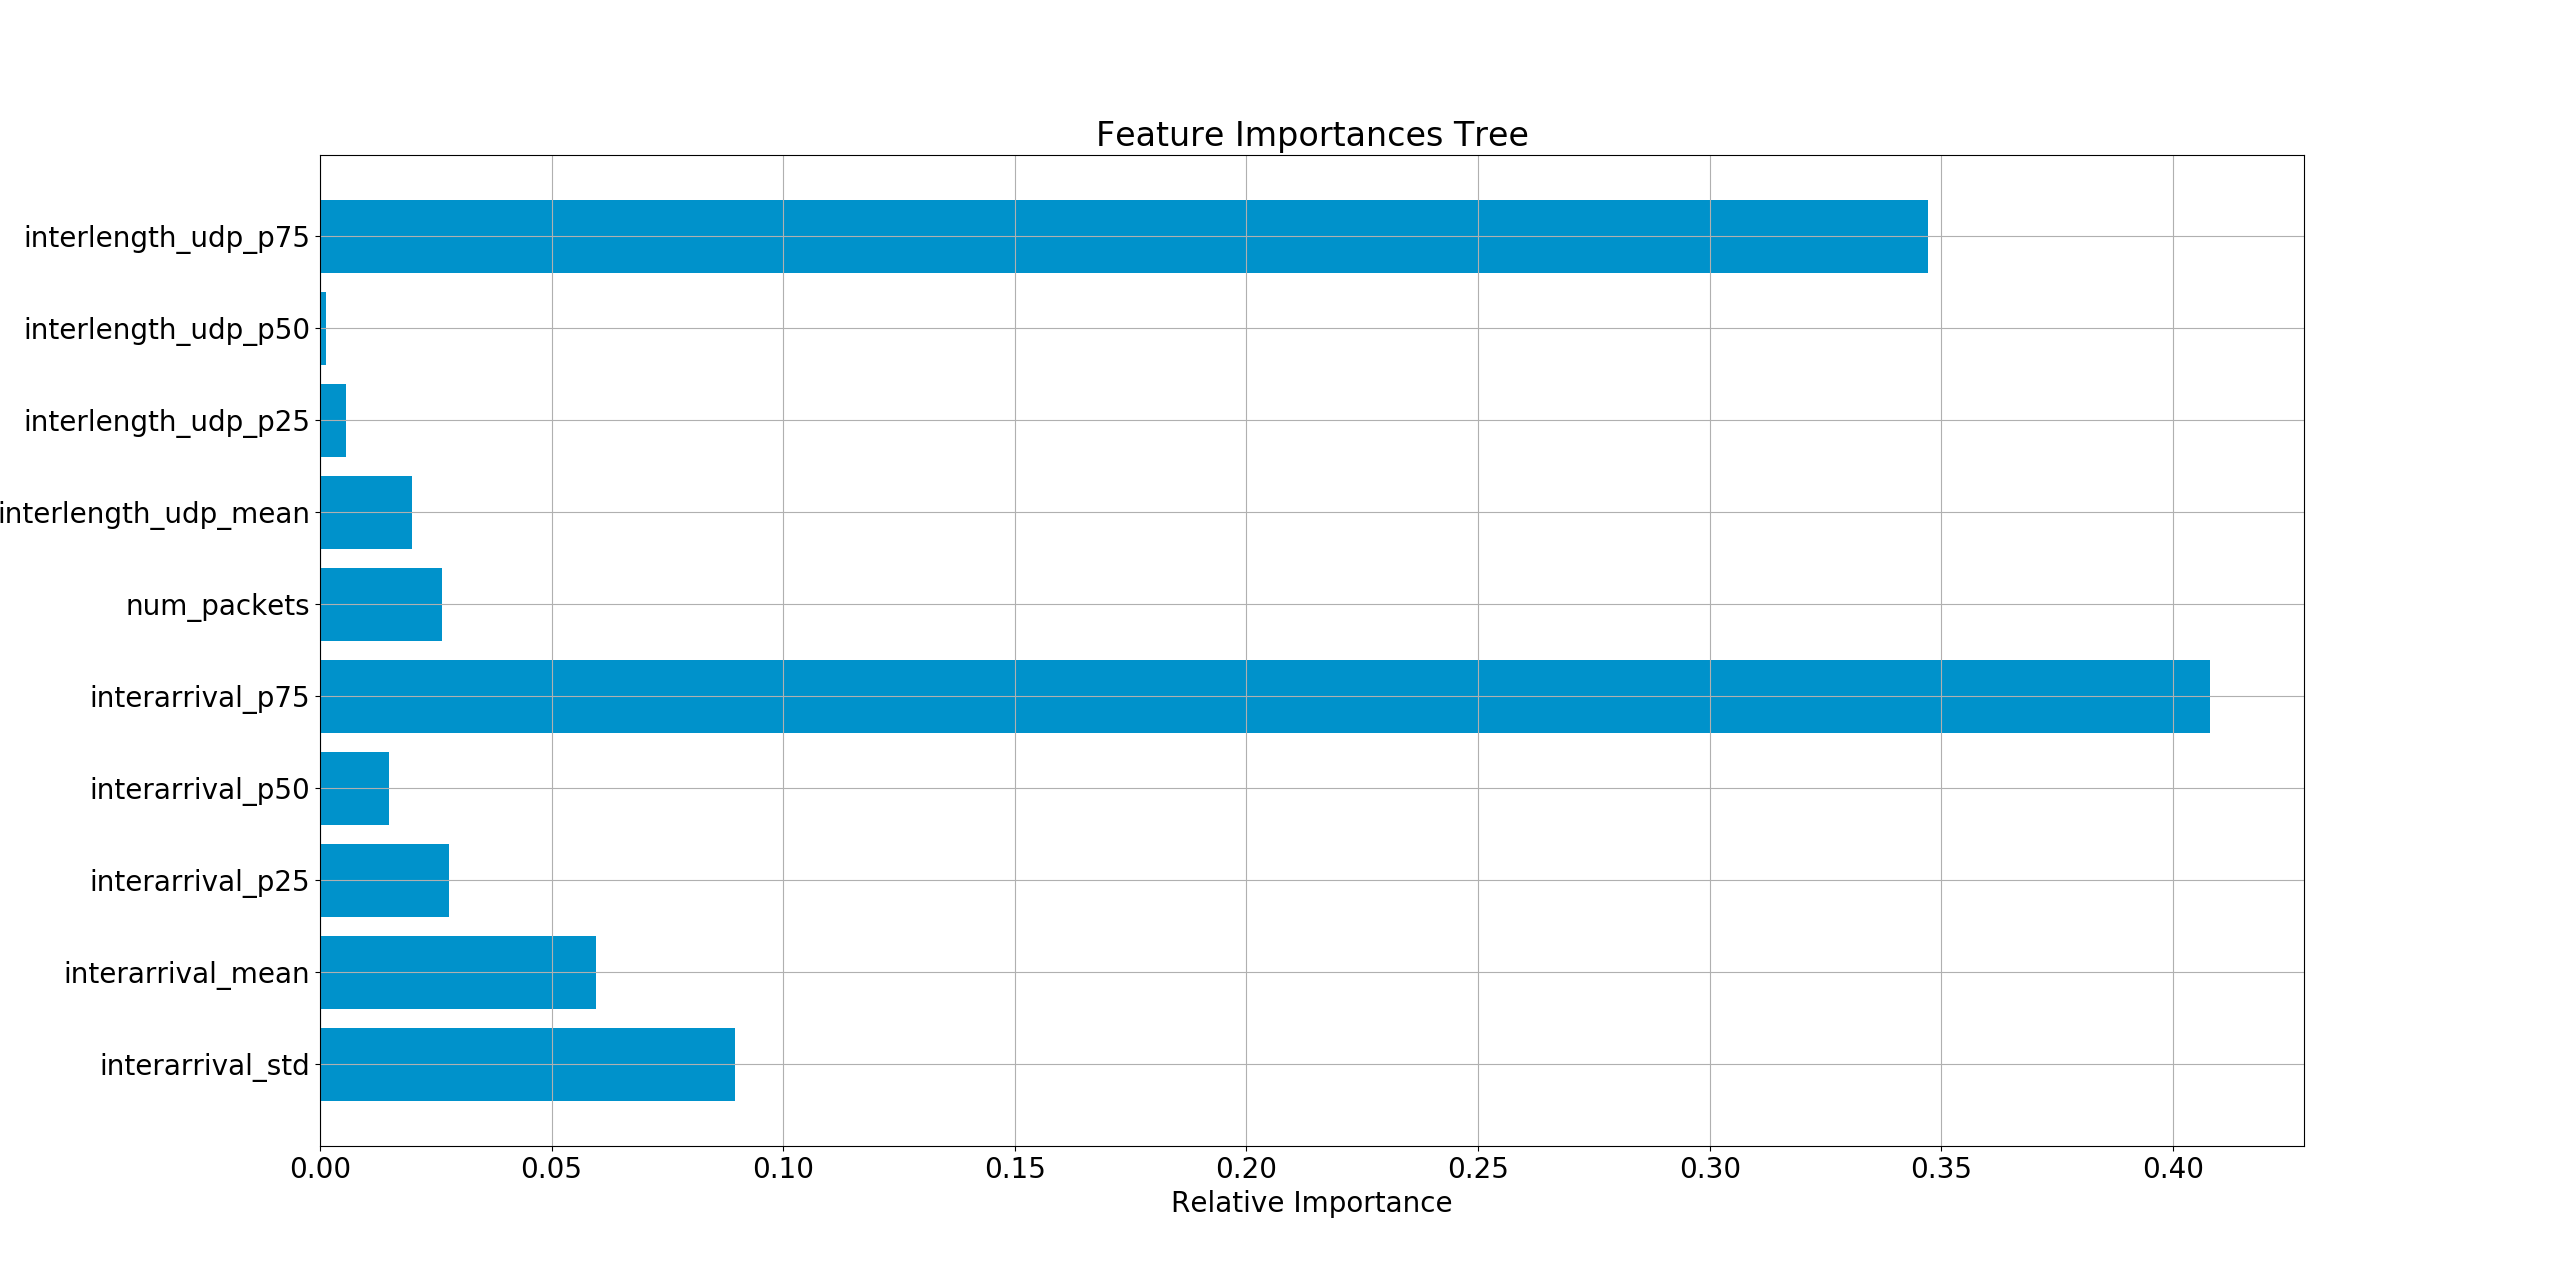 Feature Importances Tree
interlength_udp_p75
interlength_udp_p50
interlength_udp_p25
interlength_udp_mean
num_packets
interarrival_p75
interarrival_p50
interarrival_p25
interarrival_mean
interarrival_std
0.00 0.05 0.10 0.15 0.20 0.25 0.30 0.35 0.40
Relative Importance